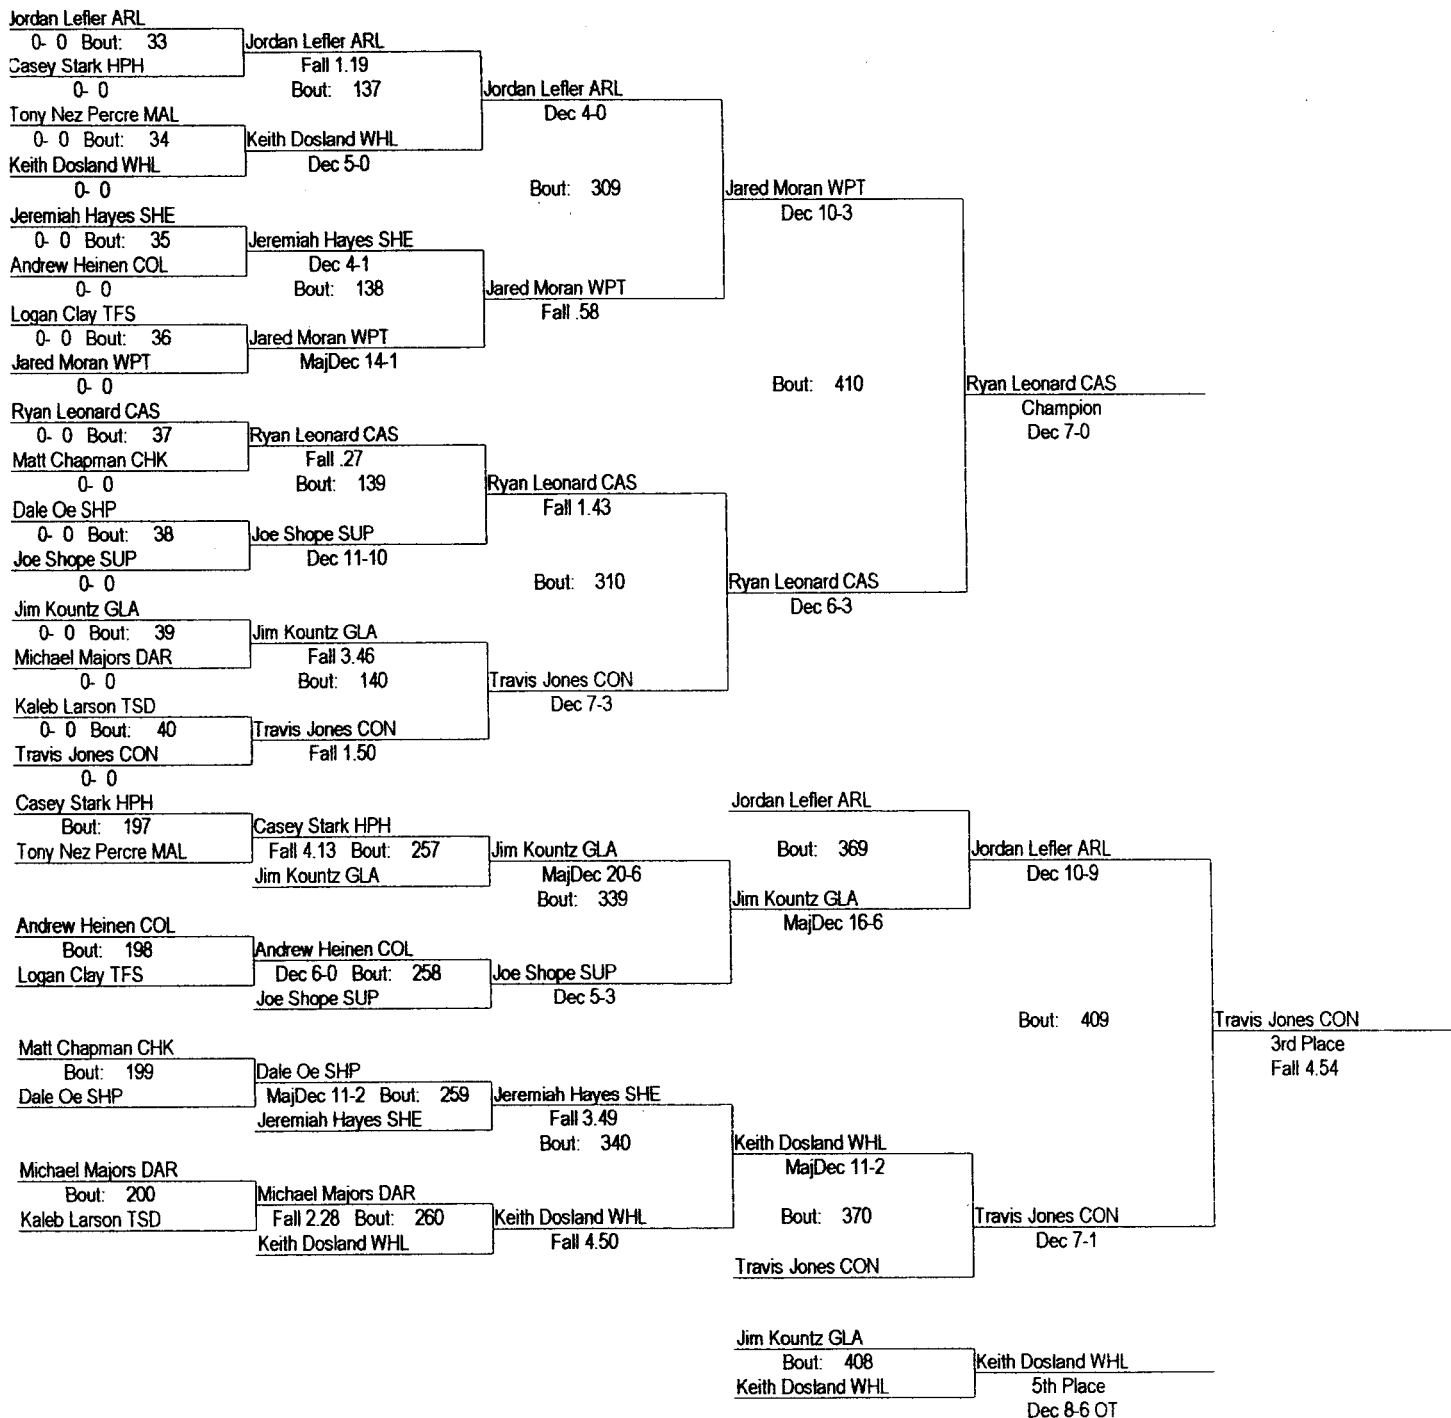 Jordan Lefler ARL
0- 0 Bout: 33
Casey Stark HPH
0- 0
Tony Nez Percre MAL
0- 0 Bout: 34
Keith Dosland WHL
0- 0
Jeremiah Hayes SHE
0- 0 Bout: 35
Andrew Heinen COL
0- 0
Logan Clay TFS
0- 0 Bout: 36
Jared Moran WPT
0- 0
Ryan Leonard CAS
0- 0 Bout: 37
Matt Chapman CHK
0- 0
Dale Oe SHP
0- 0 Bout: 38
Joe Shope SUP
0- 0
Jim Kountz GLA
0- 0 Bout: 39
Michael Majors DAR
0- 0
Kaleb Larson TSD
0- 0 Bout: 40
Travis Jones CON
0- 0
Jordan Lefler ARL
Fall 1.19
Bout: 137
Keith Dosland WHL
Dec 5-0
Jeremiah Hayes SHE
Dec 4-1
Bout: 138
Jared Moran WPT
MajDec 14-1
Ryan Leonard CAS
Fall .27
Bout: 139
Joe Shope SUP
Dec 11-10
Jim Kountz GLA
Fall 3.46
Bout: 140
Travis Jones CON
Fall 1.50
Jordan Lefler ARL
Dec 4-0
Bout: 309
Jared Moran WPT
Fall .58
Ryan Leonard CAS
Fall 1.43
Bout: 310
Travis Jones CON
Dec 7-3
Jared Moran WPT
Dec 10-3
Bout: 410
Ryan Leonard CAS
Dec 6-3
Ryan Leonard CAS
Champion
Dec 7-0
Casey Stark HPH
Bout: 197
Tony Nez Percre MAL
Andrew Heinen COL
Bout: 198
Logan Clay TFS
Matt Chapman CHK
Bout: 199
Dale Oe SHP
Michael Majors DAR
Bout: 200
Kaleb Larson TSD
Casey Stark HPH
Fall 4.13 Bout: 257
Jim Kountz GLA
Andrew Heinen COL
Dec 6-0 Bout: 258
Joe Shope SUP
Dale Oe SHP
MajDec 11-2 Bout: 259
Jeremiah Hayes SHE
Michael Majors DAR
Fall 2.28 Bout: 260
Keith Dosland WHL
Jim Kountz GLA
MajDec 20-6
Bout: 339
Joe Shope SUP
Dec 5-3
Jeremiah Hayes SHE
Fall 3.49
Bout: 340
Keith Dosland WHL
Fall 4.50
Jordan Lefler ARL
Bout: 369
Jim Kountz GLA
MajDec 16-6
Keith Dosland WHL
MajDec 11-2
Bout: 370
Travis Jones CON
Jordan Lefler ARL
Dec 10-9
Bout: 409
Travis Jones CON
Dec 7-1
Travis Jones CON
3rd Place
Fall 4.54
Jim Kountz GLA
Bout: 408
Keith Dosland WHL
Keith Dosland WHL
5th Place
Dec 8-6 OT